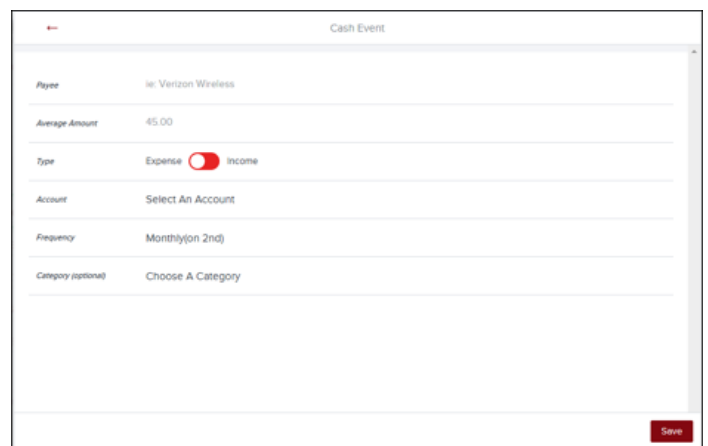 ← Cash Event
Payee ie: Verizon Wireless
Average Amount 45.00
Type Expense Income
Account Select An Account
Frequency Monthly(on 2nd)
Category (optional) Choose A Category
Save